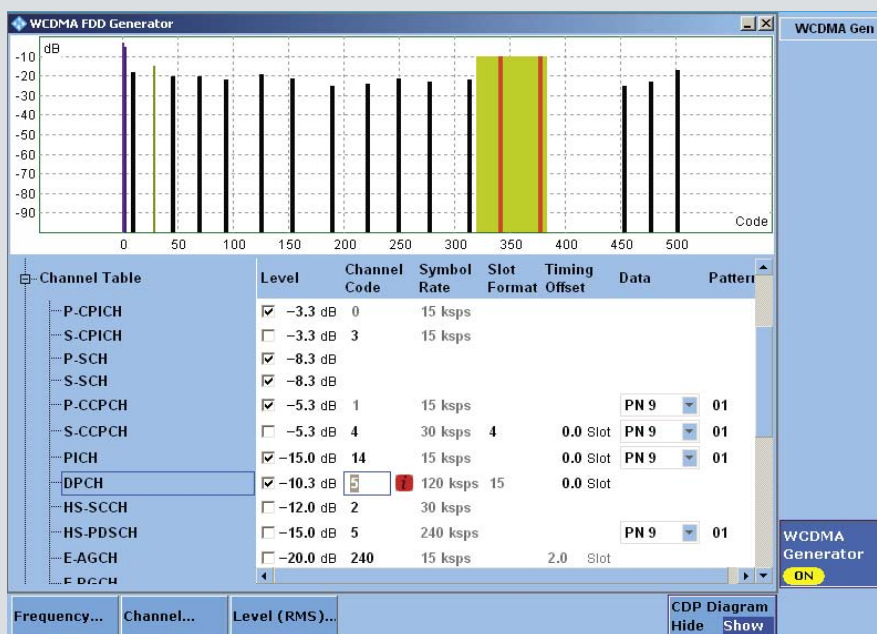 WCDMA FDD Generator
WCDMA Gen
dB
-10
-20
-30
-40
-50
-60
-70
-80
-90
Code
0 50 100 150 200 250 300 350 400 450 500
Channel Table Level Channel Code Symbol Rate Slot Format Timing Offset Data Pattern
P-CPICH −3.3 dB 0 15 ksps
S-CPICH −3.3 dB 3 15 ksps
P-SCH −8.3 dB
S-SCH −8.3 dB
P-CCPCH −5.3 dB 1 15 ksps PN 9 01
S-CCPCH −5.3 dB 4 30 ksps 4 0.0 Slot PN 9 01
PICH −15.0 dB 14 15 ksps 0.0 Slot PN 9 01
DPCH −10.3 dB 5 i 120 ksps 15 0.0 Slot
HS-SCCH −12.0 dB 2 30 ksps
HS-PDSCH −15.0 dB 5 240 ksps PN 9 01
E-AGCH −20.0 dB 240 15 ksps 2.0 Slot
E-RGCH
WCDMA
Generator
ON
Frequency... Channel... Level (RMS)...
CDP Diagram
Hide Show